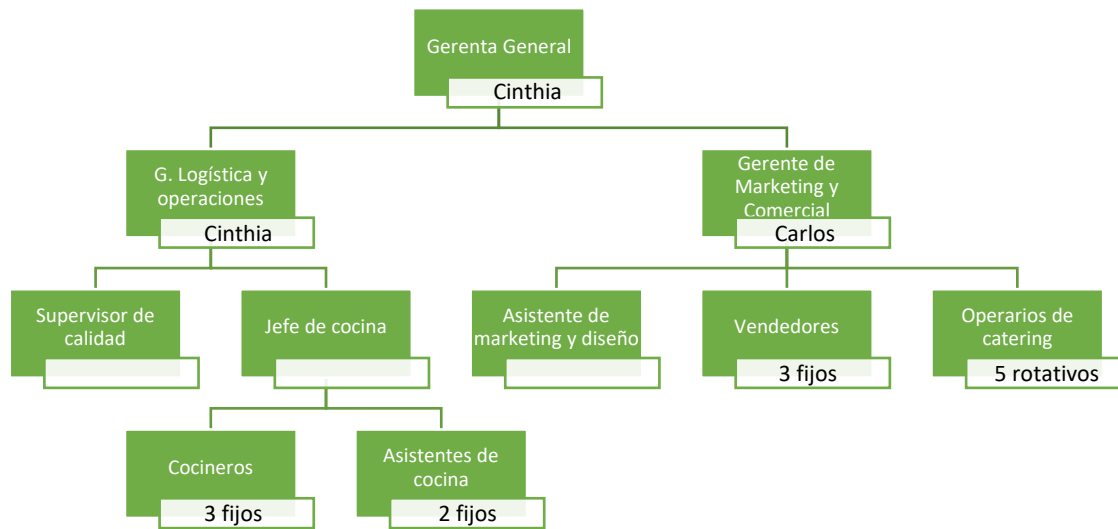 Gerenta General
Cinthia
G. Logística y
operaciones
Cinthia
Gerente de
Marketing y
Comercial
Carlos
Supervisor de
calidad
Jefe de cocina
Asistente de
marketing y diseño
Vendedores
3 fijos
Operarios de
catering
5 rotativos
Cocineros
3 fijos
Asistentes de
cocina
2 fijos